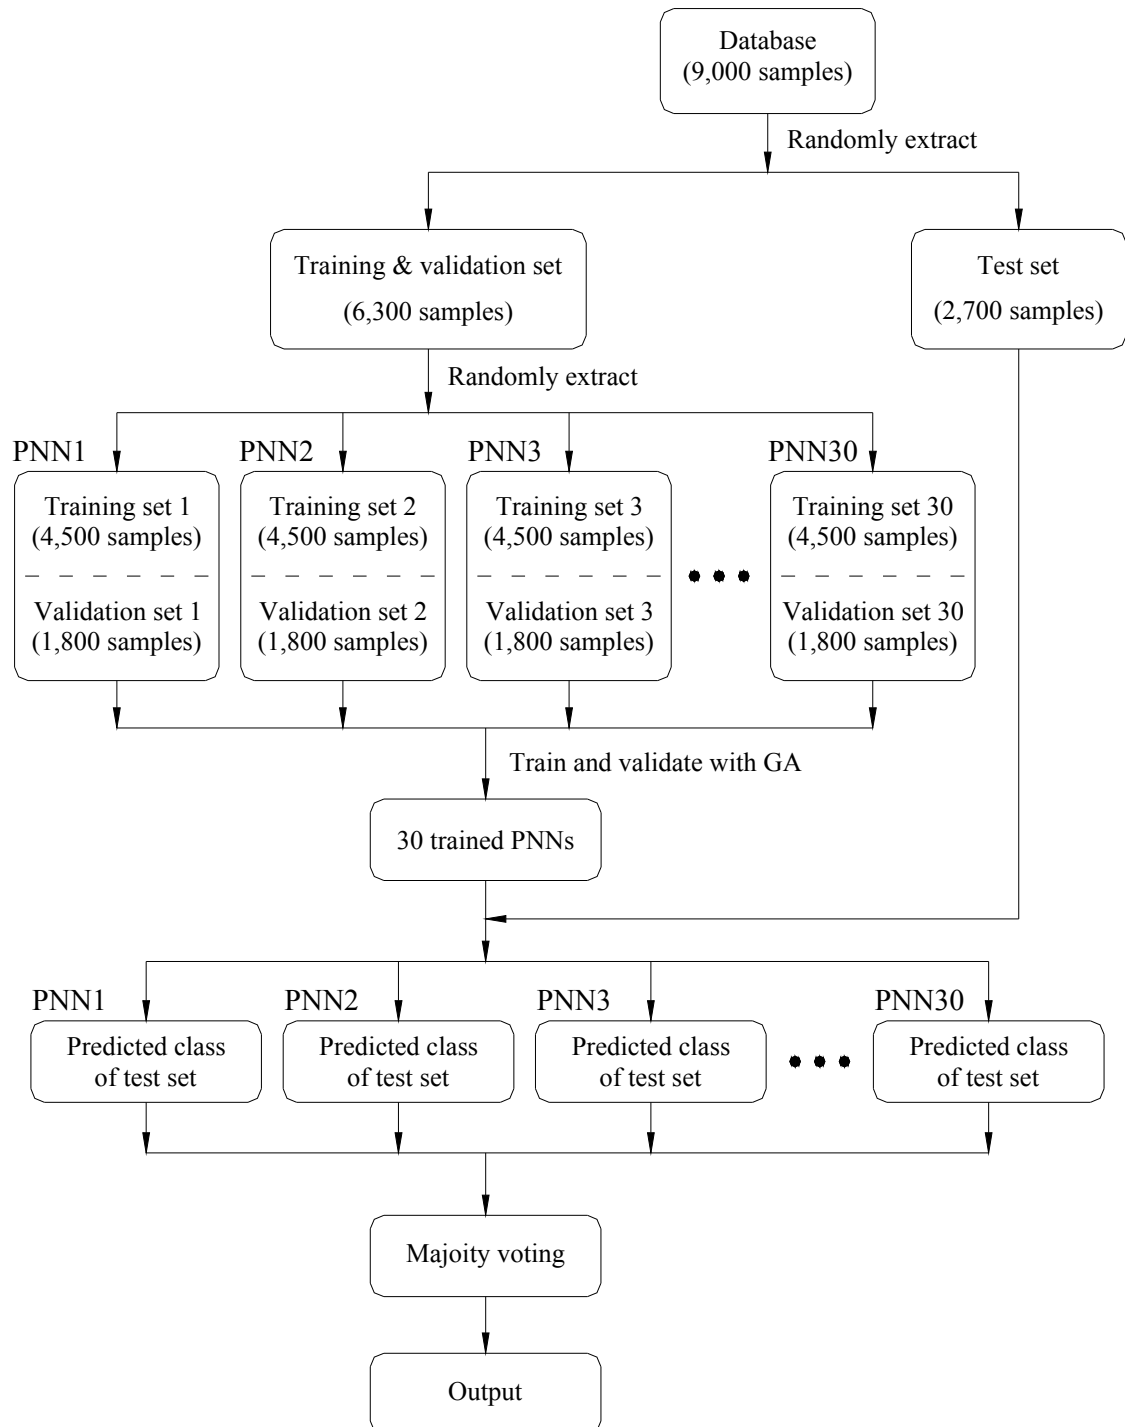 Database
(9,000 samples)
Randomly extract
Training & validation set
(6,300 samples)
Test set
(2,700 samples)
Randomly extract
PNN1
PNN2
PNN3
PNN30
Training set 1
(4,500 samples)
Validation set 1
(1,800 samples)
Training set 2
(4,500 samples)
Validation set 2
(1,800 samples)
Training set 3
(4,500 samples)
Validation set 3
(1,800 samples)
Training set 30
(4,500 samples)
Validation set 30
(1,800 samples)
Train and validate with GA
30 trained PNNs
PNN1
PNN2
PNN3
PNN30
Predicted class
of test set
Predicted class
of test set
Predicted class
of test set
Predicted class
of test set
Majoity voting
Output